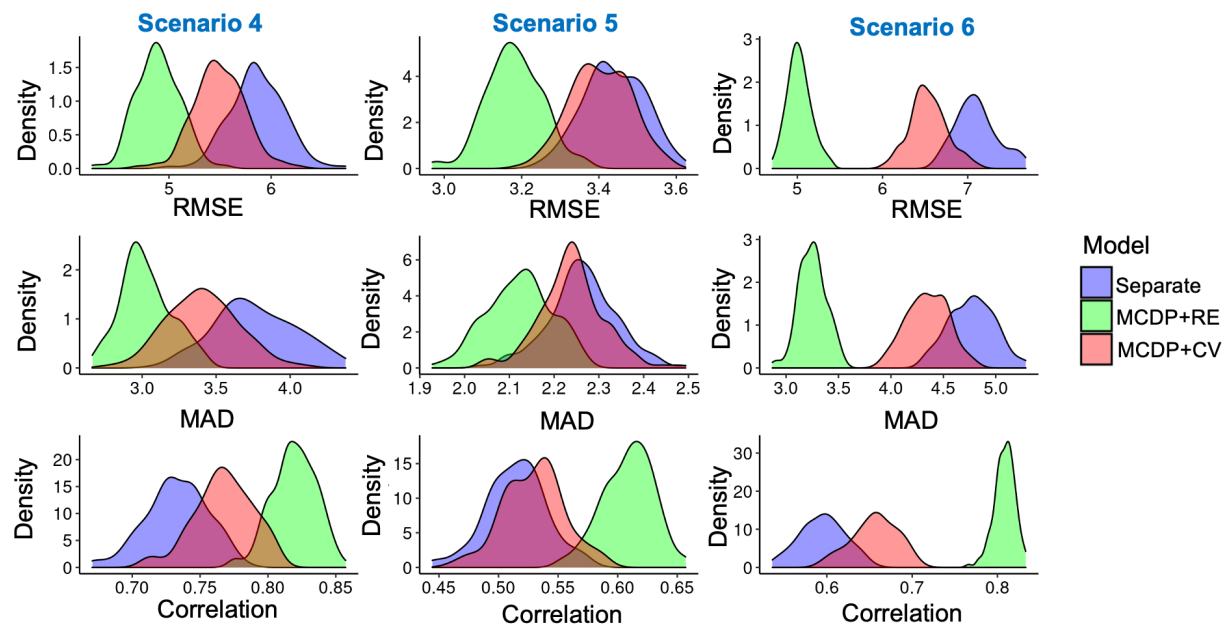 Scenario 4
Scenario 5
Scenario 6
Density
0.0
0.5
1.0
1.5
5
6
RMSE
Density
0
2
4
3.0
3.2
3.4
3.6
RMSE
Density
0
1
2
3
5
6
7
RMSE
Density
0
1
2
3.0
3.5
4.0
MAD
Density
0
2
4
6
1.9
2.0
2.1
2.2
2.3
2.4
2.5
MAD
Density
0
1
2
3
3.0
3.5
4.0
4.5
5.0
MAD
Density
0
5
10
15
20
0.70
0.75
0.80
0.85
Correlation
Density
0
5
10
15
0.45
0.50
0.55
0.60
0.65
Correlation
Density
0
10
20
30
0.6
0.7
0.8
Correlation
Model
Separate
MCDP+RE
MCDP+CV